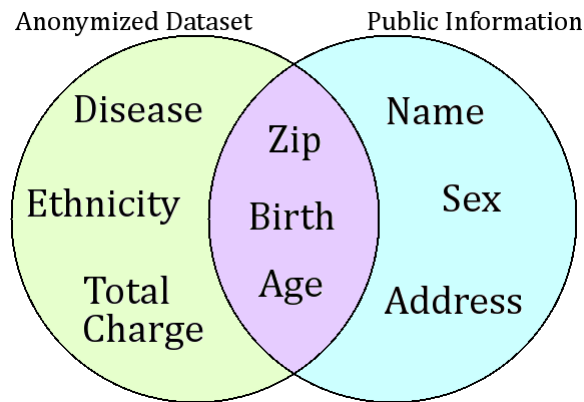 Anonymized Dataset
Public Information
Disease
Ethnicity
Total
Charge
Zip
Birth
Age
Name
Sex
Address